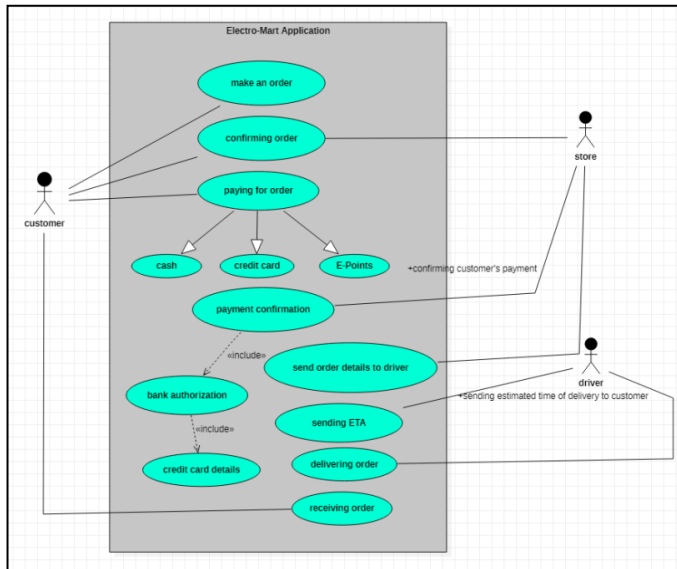 Electro-Mart Application
make an order
confirming order
store
paying for order
customer
cash
credit card
E-Points
+confirming customer's payment
payment confirmation
«include»
send order details to driver
driver
bank authorization
+sending estimated time of delivery to customer
sending ETA
«include»
delivering order
credit card details
receiving order